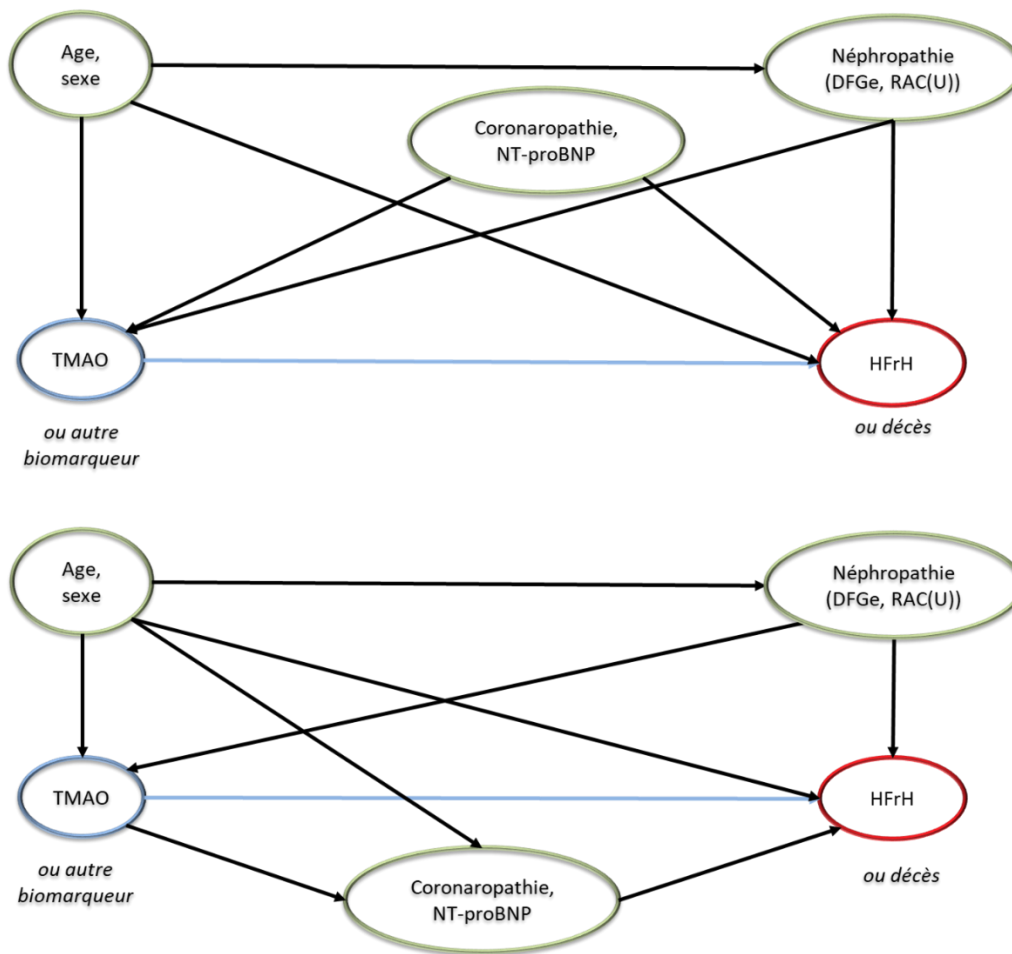 Age,
sexe
Néphropathie
(DFGe, RAC(U))
Coronaropathie,
NT-proBNP
TMAO
HFrH
ou autre
biomarqueur
ou décès
Age,
sexe
Néphropathie
(DFGe, RAC(U))
TMAO
HFrH
ou autre
biomarqueur
ou décès
Coronaropathie,
NT-proBNP